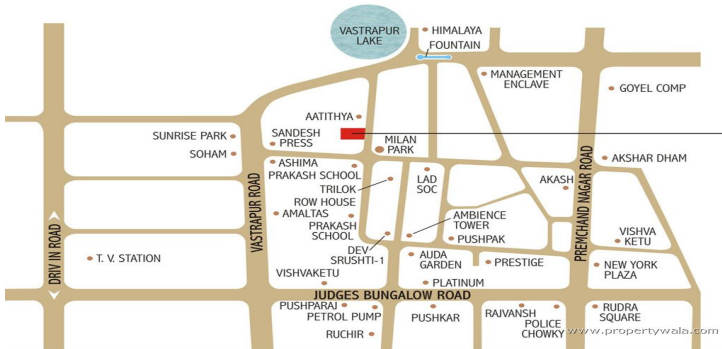 VASTRAPUR
LAKE
HIMALAYA
FOUNTAIN
MANAGEMENT
ENCLAVE
GOYEL COMP
AATITHYA
SUNRISE PARK
SANDESH
PRESS
MILAN
PARK
SOHAM
ASHIMA
PRAKASH SCHOOL
AKSHAR DHAM
TRILOK
LAD
SOC
AKASH
ROW HOUSE
AMALTAS
PRAKASH
SCHOOL
AMBIENCE
TOWER
PUSHPAK
VISHVA
KETU
DRIV IN ROAD
VASTRAPUR ROAD
PREMCHAND NAGAR ROAD
T. V. STATION
DEV
SRUSHTI-1
AUDA
GARDEN
PRESTIGE
NEW YORK
PLAZA
VISHVAKETU
PLATINUM
JUDGES BUNGALOW ROAD
PUSHPARAJ
PETROL PUMP
PUSHKAR
RAJVANSH
POLICE
CHOWKY
RUDRA
SQUARE
RUCHIR
www.propertywala.com